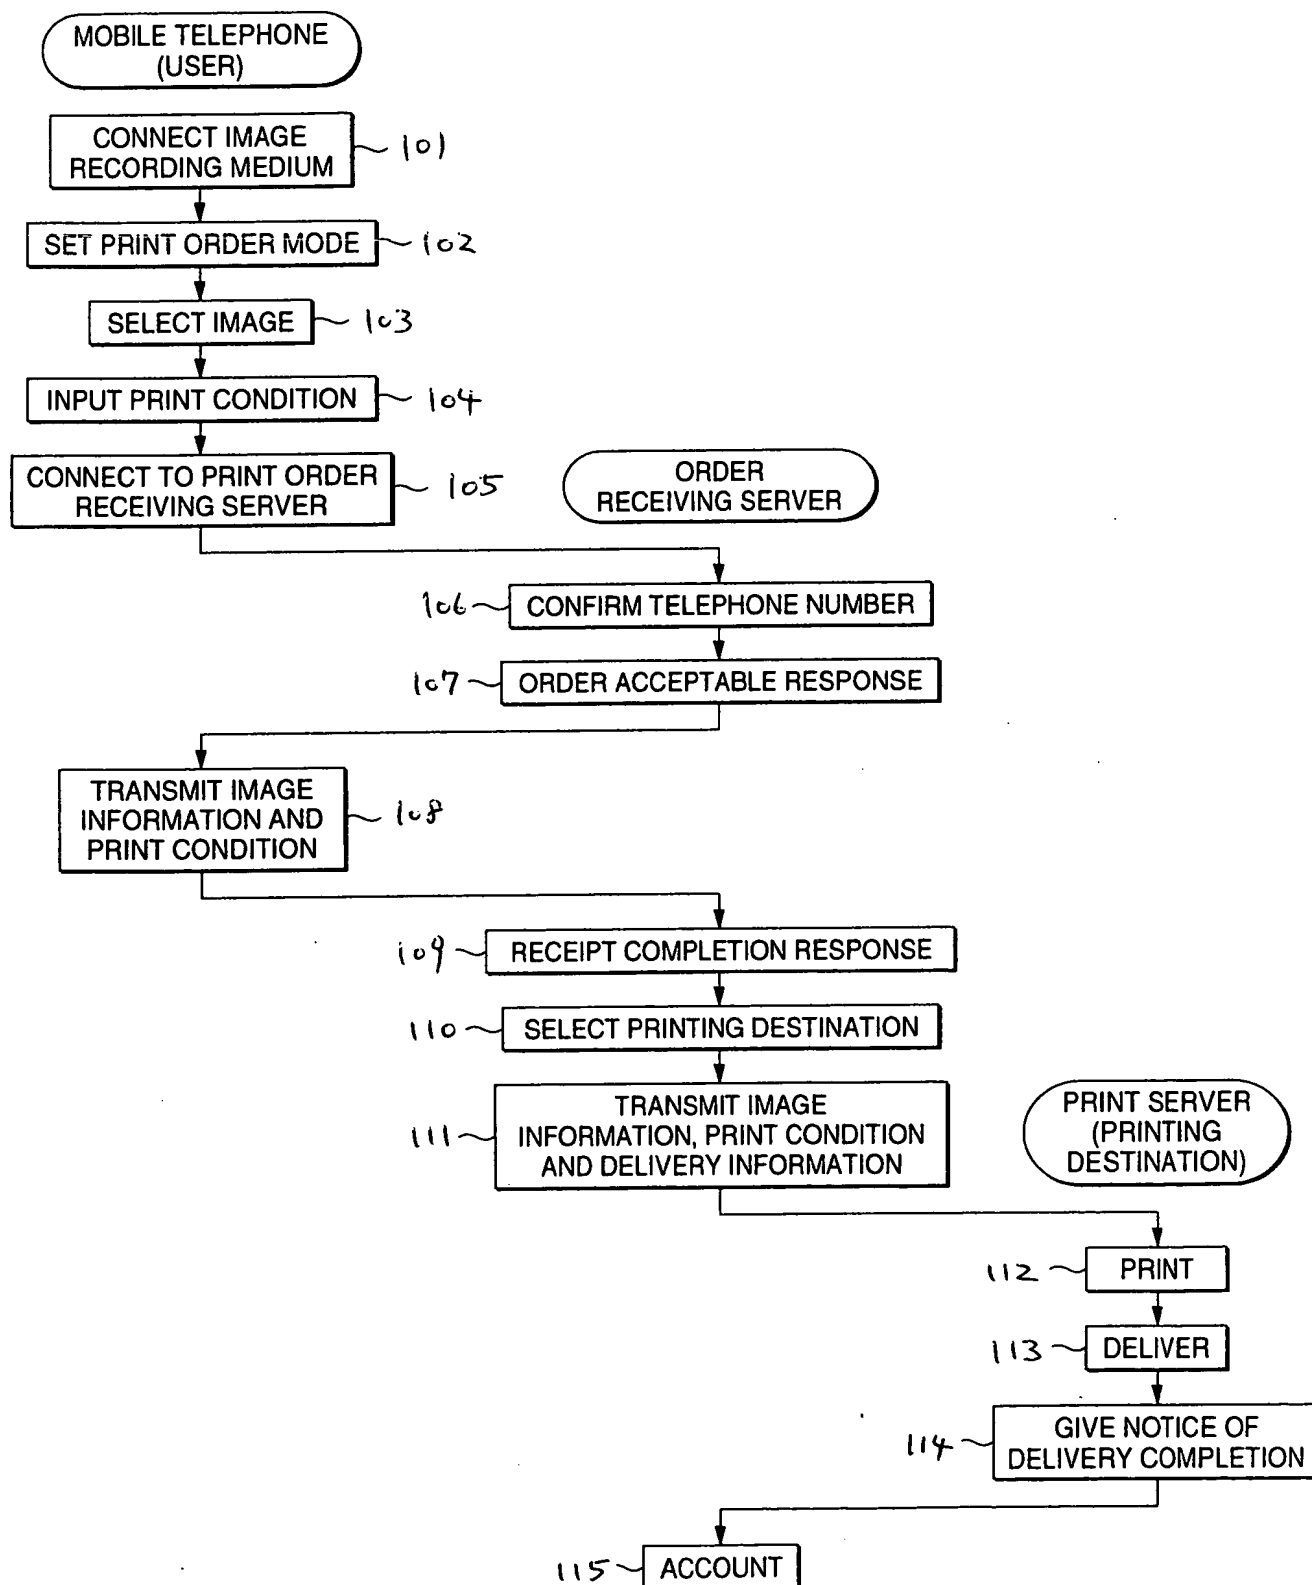 MOBILE TELEPHONE
(USER)
CONNECT IMAGE
RECORDING MEDIUM
101
SET PRINT ORDER MODE
102
SELECT IMAGE
103
INPUT PRINT CONDITION
104
CONNECT TO PRINT ORDER
RECEIVING SERVER
105
ORDER
RECEIVING SERVER
106
CONFIRM TELEPHONE NUMBER
107
ORDER ACCEPTABLE RESPONSE
TRANSMIT IMAGE
INFORMATION AND
PRINT CONDITION
108
109
RECEIPT COMPLETION RESPONSE
110
SELECT PRINTING DESTINATION
111
TRANSMIT IMAGE
INFORMATION, PRINT CONDITION
AND DELIVERY INFORMATION
PRINT SERVER
(PRINTING
DESTINATION)
112
PRINT
113
DELIVER
114
GIVE NOTICE OF
DELIVERY COMPLETION
115
ACCOUNT